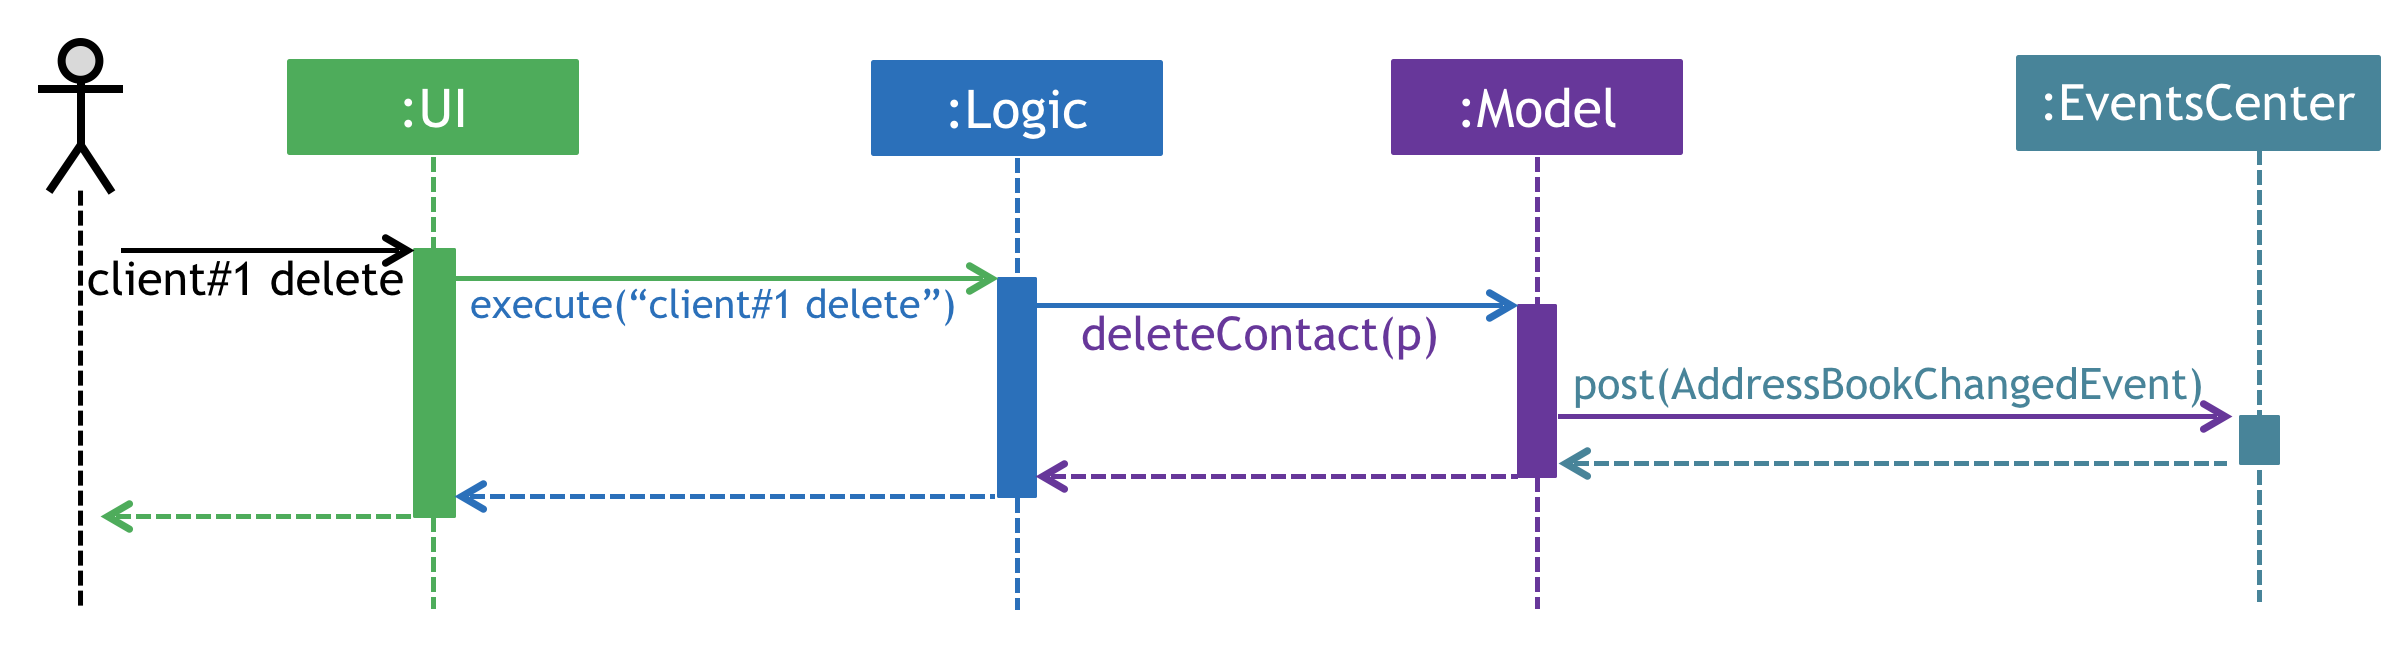 :UI
:Logic
:Model
:EventsCenter
client#1 delete
execute(“client#1 delete”)
deleteContact(p)
post(AddressBookChangedEvent)